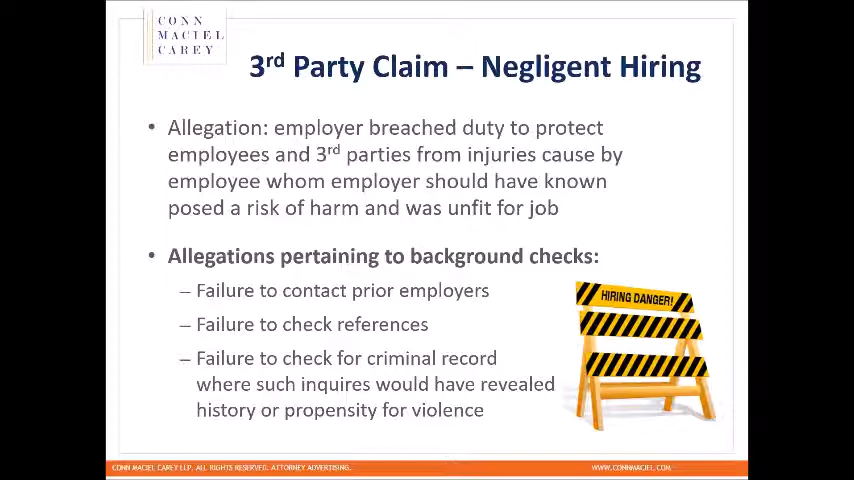 CONN
MACIEL
CAREY
3rd Party Claim – Negligent Hiring
• Allegation: employer breached duty to protect
employees and 3rd parties from injuries cause by
employee whom employer should have known
posed a risk of harm and was unfit for job
• Allegations pertaining to background checks:
– Failure to contact prior employers
– Failure to check references
– Failure to check for criminal record
where such inquires would have revealed
history or propensity for violence
HIRING DANGER!
CONN MACIEL CAREY LLP. ALL RIGHTS RESERVED. ATTORNEY ADVERTISING.
WWW.CONNMACIEL.COM